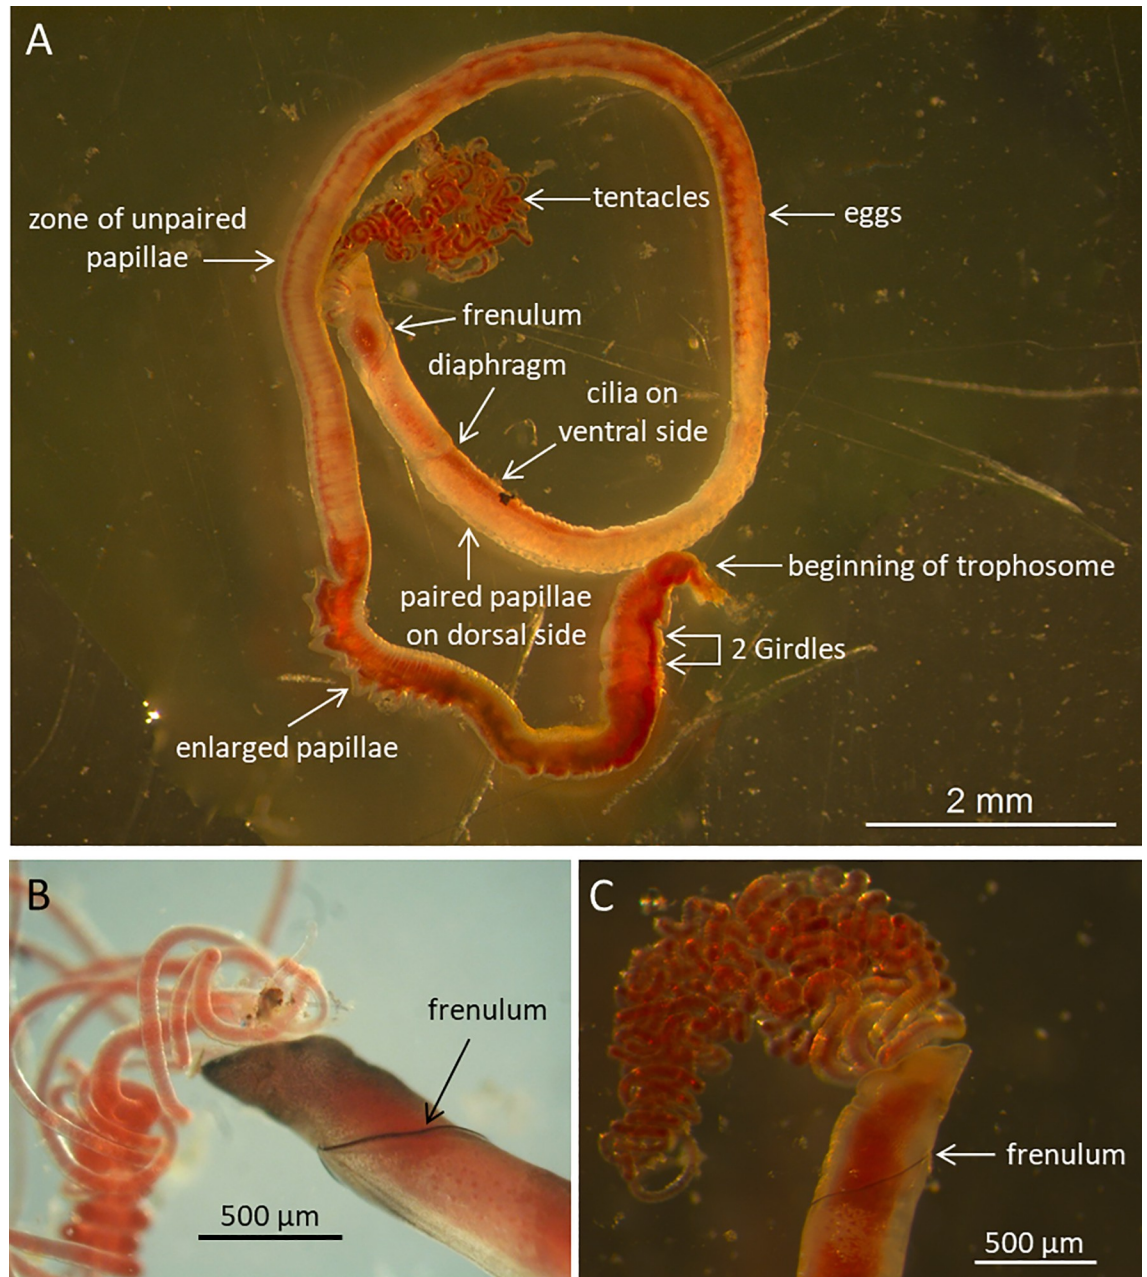 A
tentacles
eggs
zone of unpaired
papillae
frenulum
diaphragm
cilia on
ventral side
beginning of trophosome
paired papillae
on dorsal side
2 Girdles
enlarged papillae
2 mm
B
frenulum
500 µm
C
frenulum
500 µm